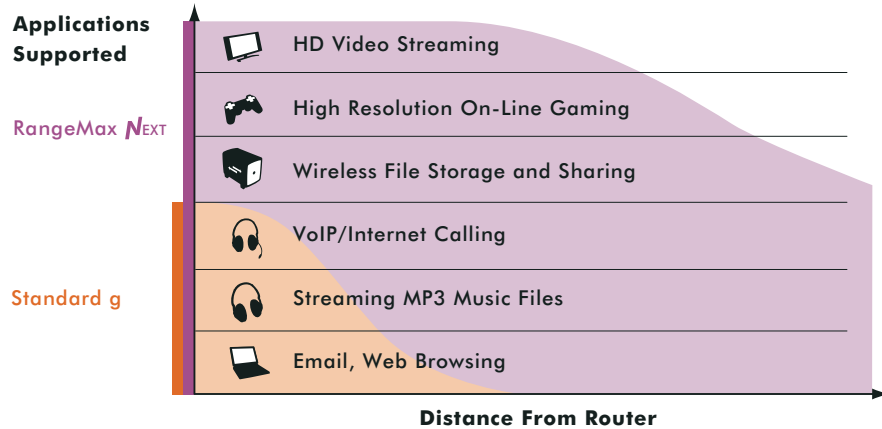 Applications
Supported
HD Video Streaming
High Resolution On-Line Gaming
RangeMax NEXT
Wireless File Storage and Sharing
VoIP/Internet Calling
Standard g
Streaming MP3 Music Files
Email, Web Browsing
Distance From Router